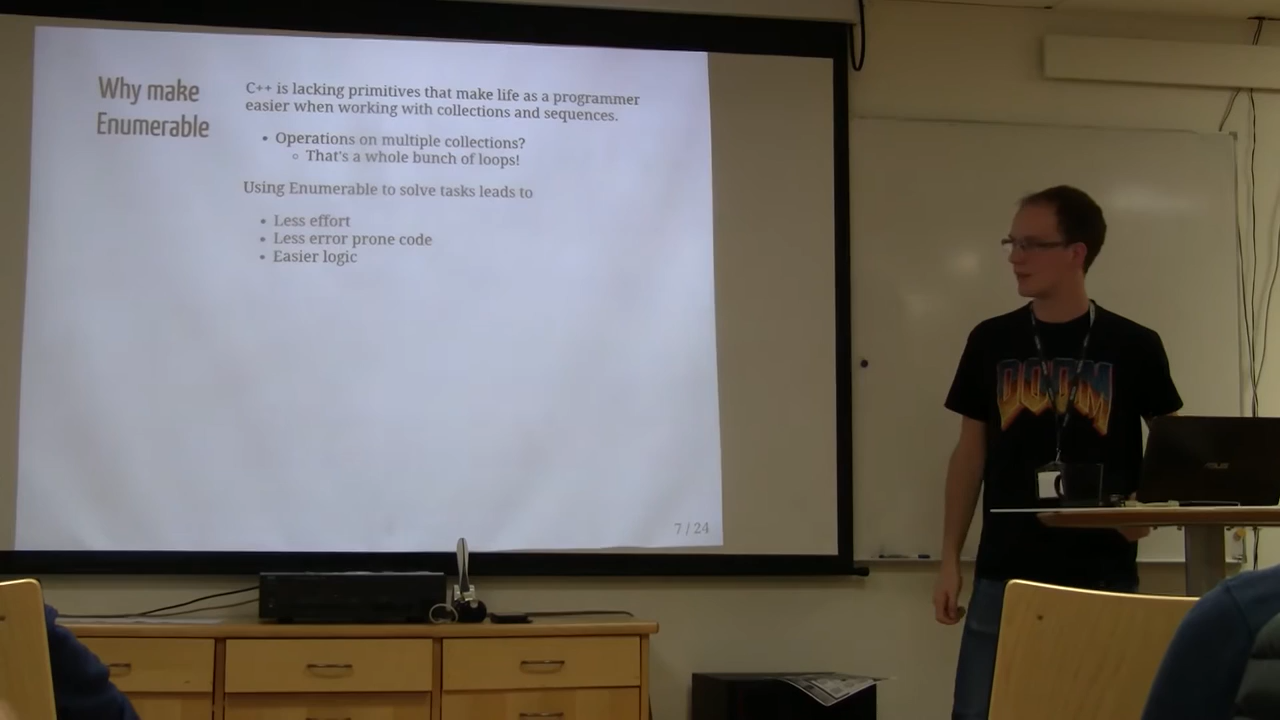 Why make
Enumerable
C++ is lacking primitives that make life as a programmer
easier when working with collections and sequences.
• Operations on multiple collections?
○ That's a whole bunch of loops!
Using Enumerable to solve tasks leads to
• Less effort
• Less error prone code
• Easier logic
7 / 24
DOOM
ASUS